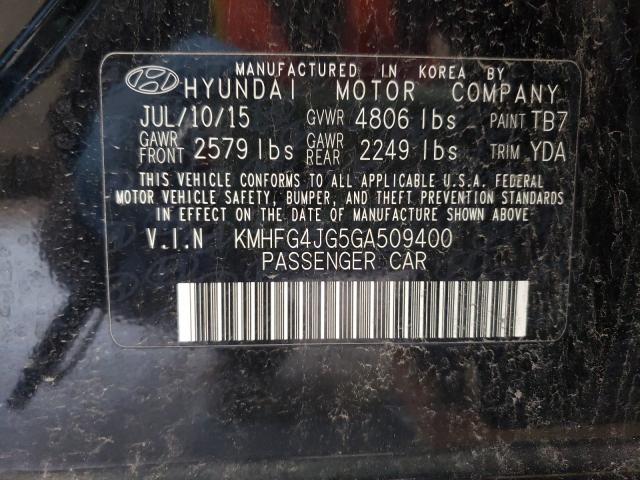 MANUFACTURED IN KOREA BY
HYUNDAI MOTOR COMPANY
JUL/10/15 GVWR 4806 lbs PAINT TB7
GAWR FRONT 2579 lbs GAWR REAR 2249 lbs TRIM YDA
THIS VEHICLE CONFORMS TO ALL APPLICABLE U.S.A. FEDERAL
MOTOR VEHICLE SAFETY, BUMPER, AND THEFT PREVENTION STANDARDS
IN EFFECT ON THE DATE OF MANUFACTURE SHOWN ABOVE.
V.I.N KMHFG4JG5GA509400
PASSENGER CAR